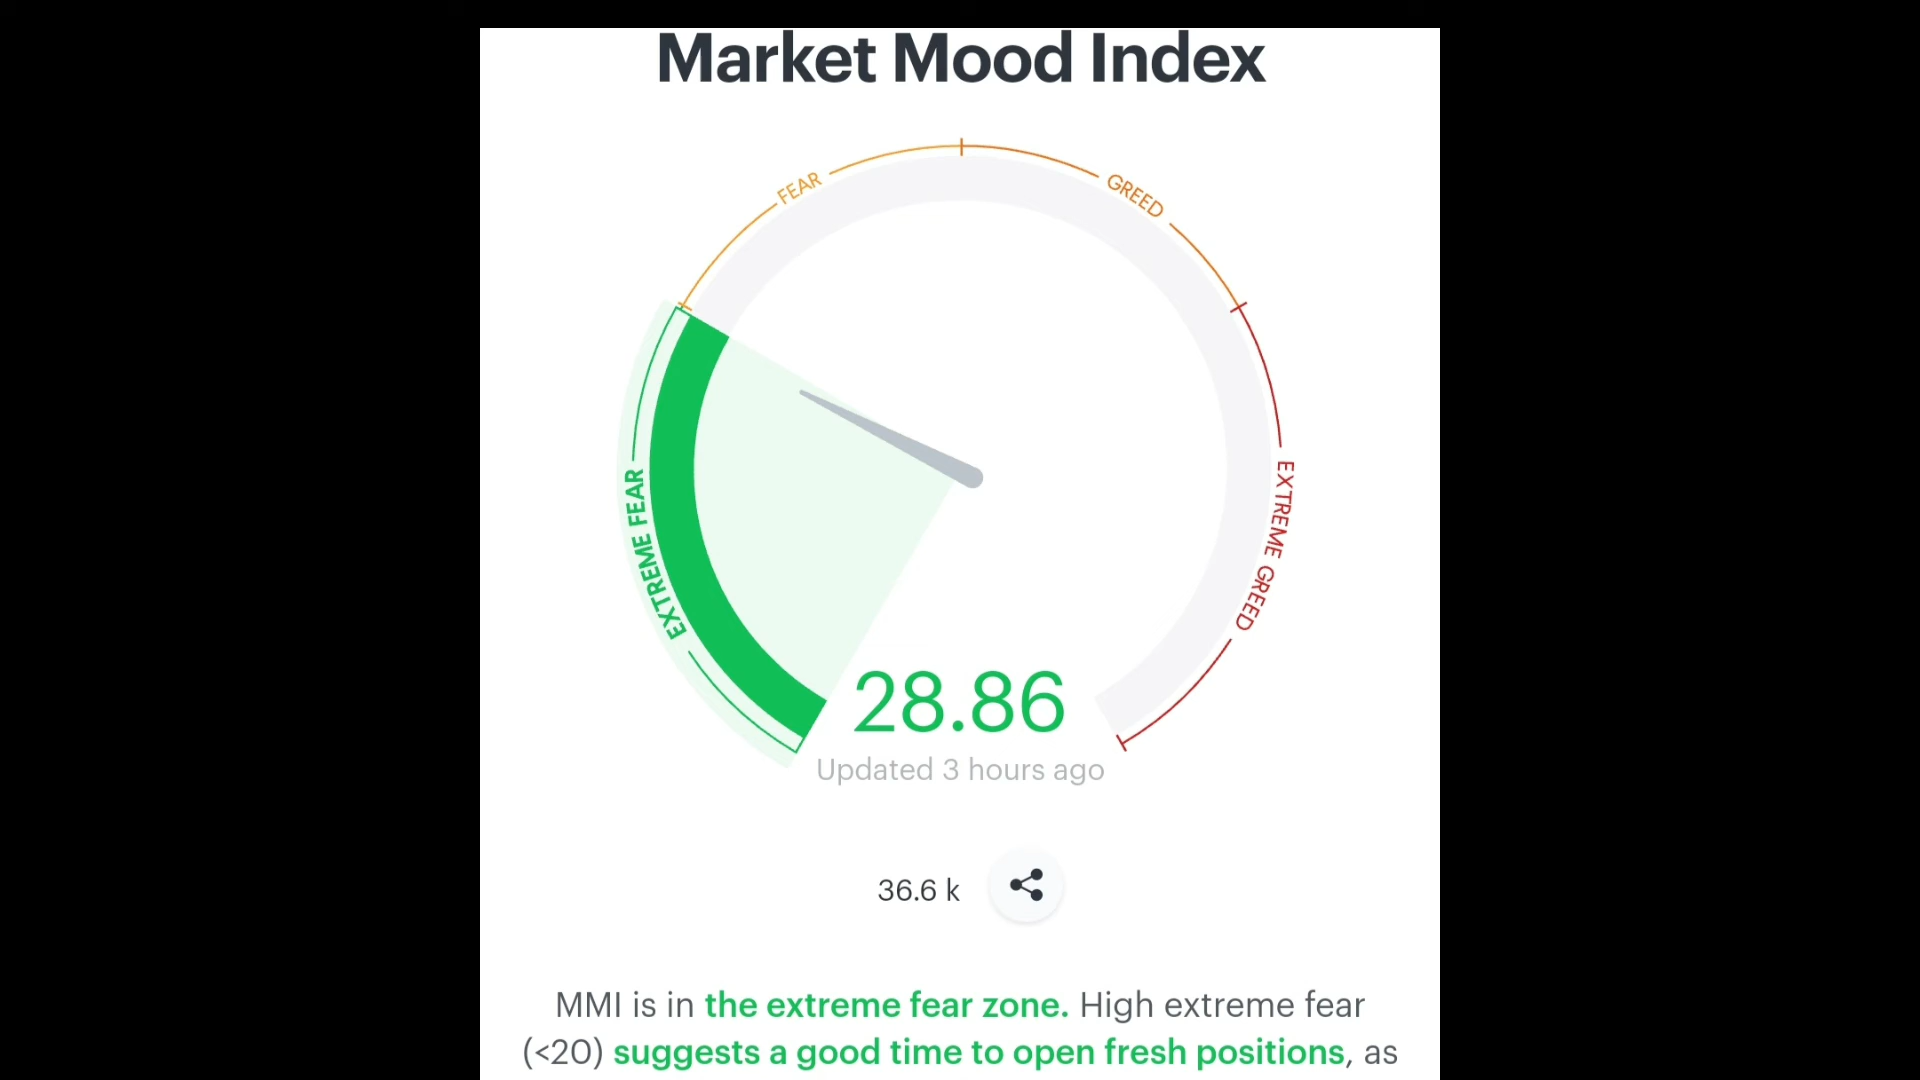 Market Mood Index
FEAR
GREED
EXTREME FEAR
EXTREME GREED
28.86
Updated 3 hours ago
36.6 k
MMI is in the extreme fear zone. High extreme fear
(<20) suggests a good time to open fresh positions, as